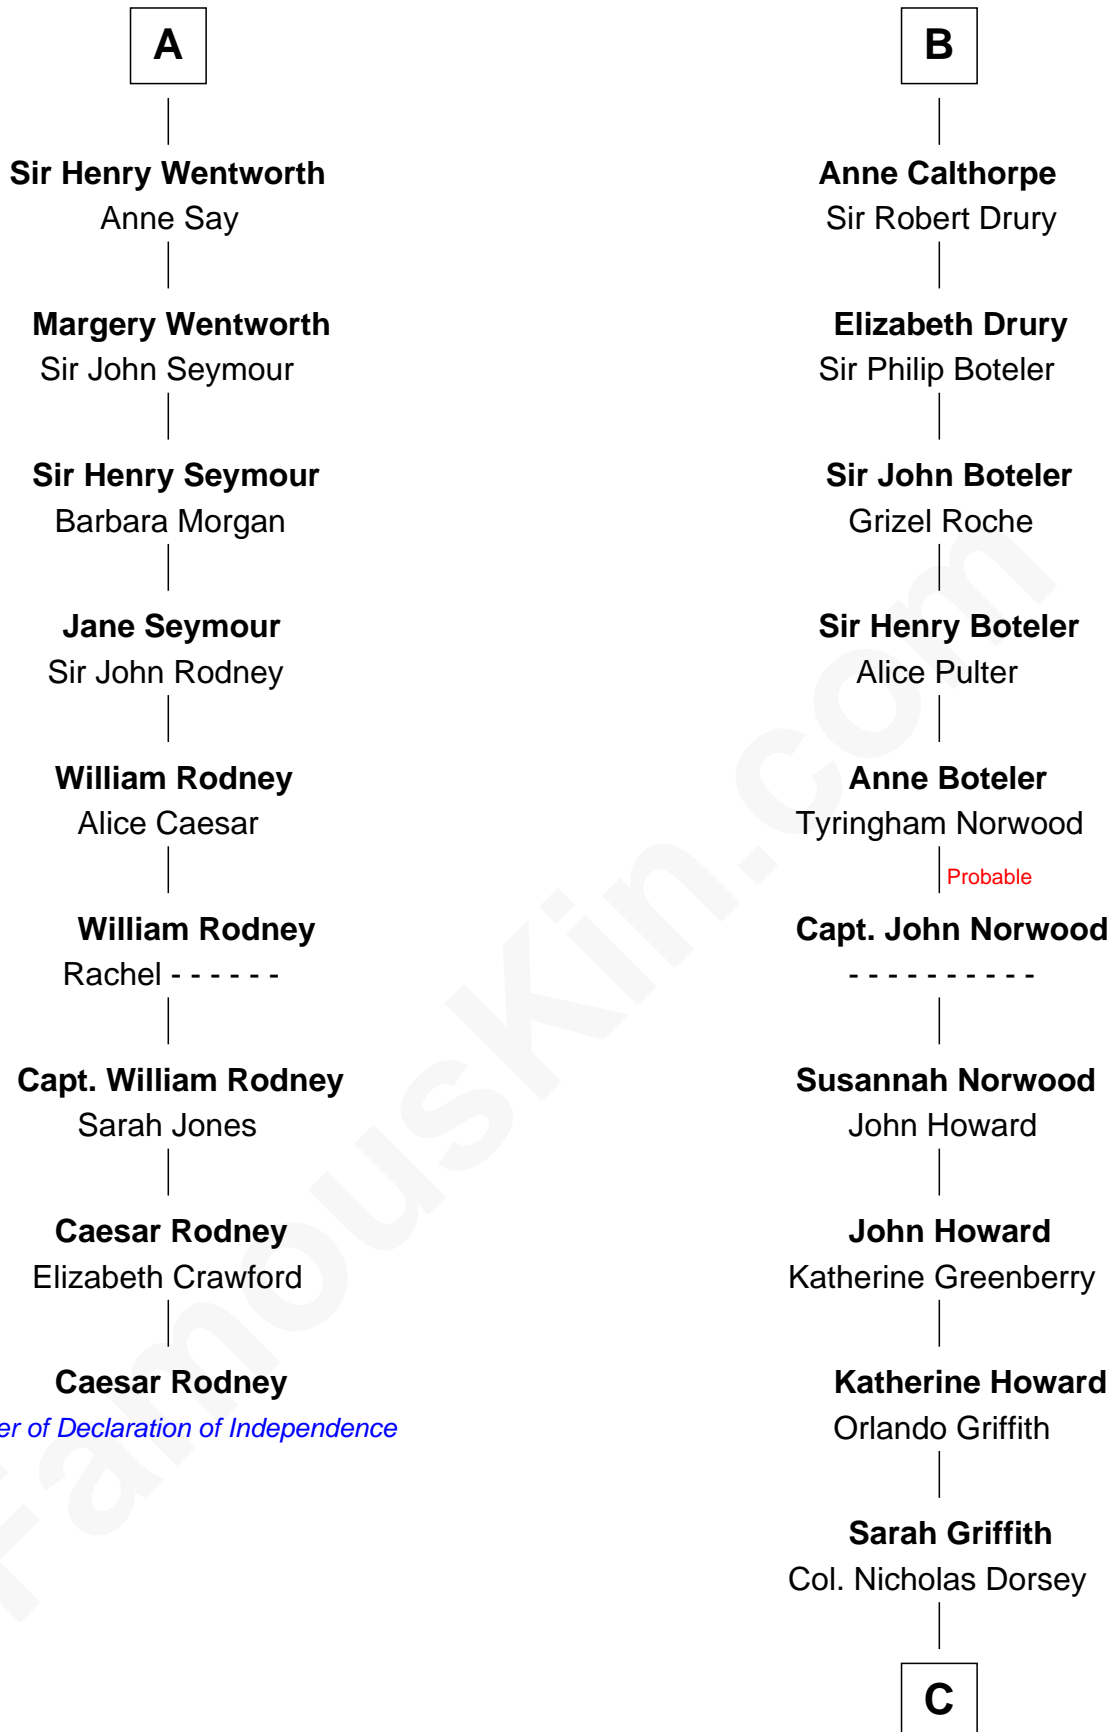 A
Sir Henry Wentworth
Anne Say
Margery Wentworth
Sir John Seymour
Sir Henry Seymour
Barbara Morgan
Jane Seymour
Sir John Rodney
William Rodney
Alice Caesar
William Rodney
Rachel - - - - - -
Capt. William Rodney
Sarah Jones
Caesar Rodney
Elizabeth Crawford
Caesar Rodney
of Declaration of Independence
B
Anne Calthorpe
Sir Robert Drury
Elizabeth Drury
Sir Philip Boteler
Sir John Boteler
Grizel Roche
Sir Henry Boteler
Alice Pulter
Anne Boteler
Tyringham Norwood
Probable
Capt. John Norwood
- - - - - - - - - -
Susannah Norwood
John Howard
John Howard
Katherine Greenberry
Katherine Howard
Orlando Griffith
Sarah Griffith
Col. Nicholas Dorsey
C
FamousKin.com